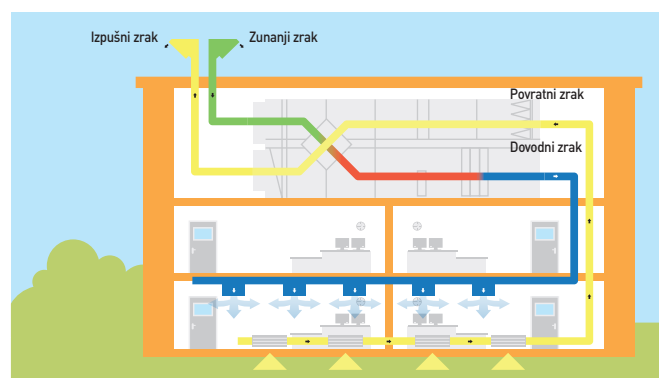 Izpušni zrak
Zunanji zrak
Povratni zrak
Dovodni zrak